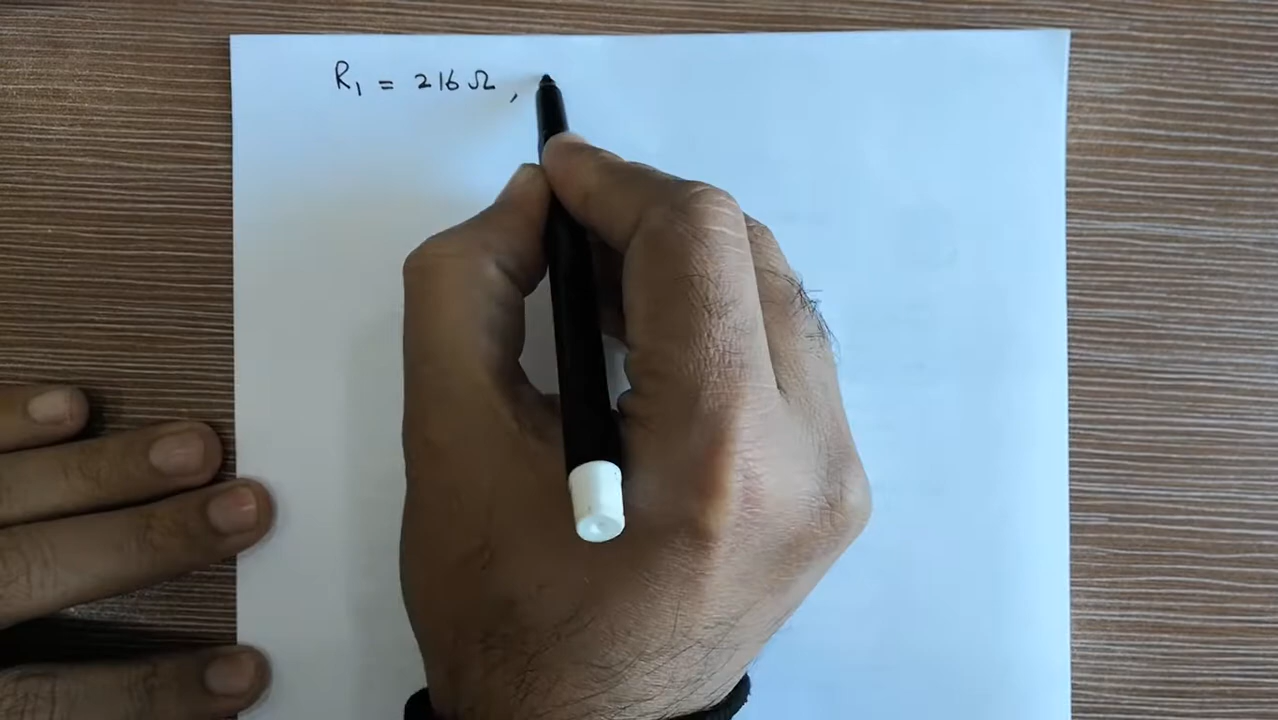 R₁ = 216 Ω ,